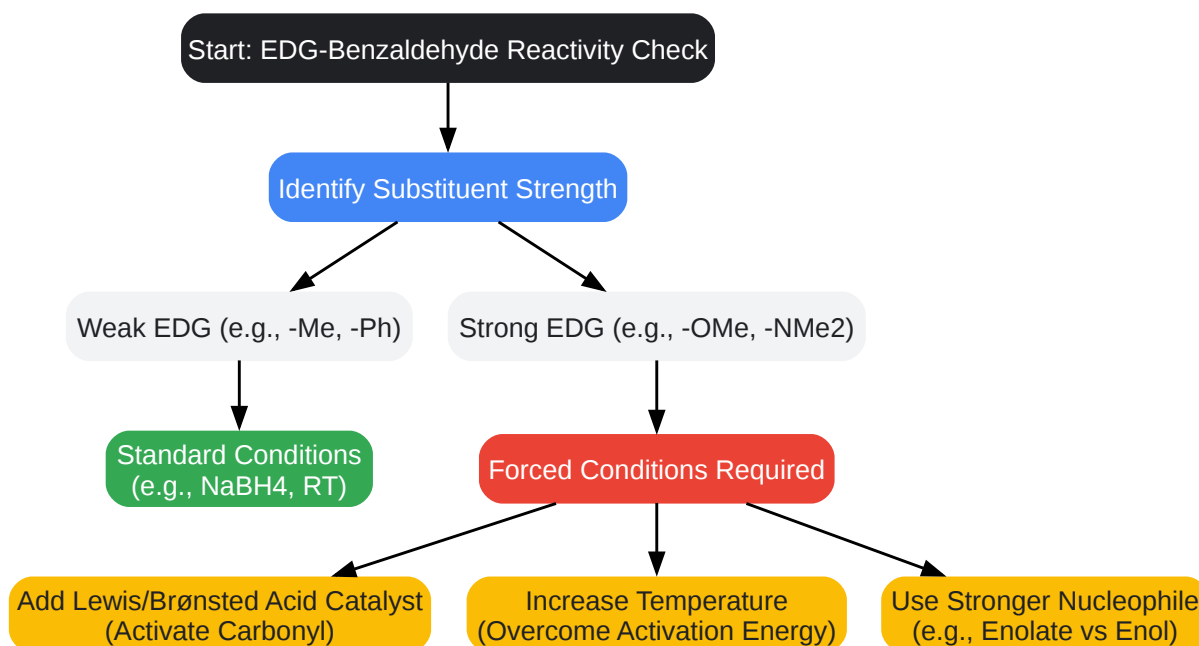 Start: EDG-Benzaldehyde Reactivity Check
Identify Substituent Strength
Weak EDG (e.g., -Me, -Ph)
Strong EDG (e.g., -OMe, -NMe2)
Standard Conditions
(e.g., NaBH4, RT)
Forced Conditions Required
Add Lewis/Brønsted Acid Catalyst
(Activate Carbonyl)
Increase Temperature
(Overcome Activation Energy)
Use Stronger Nucleophile
(e.g., Enolate vs Enol)